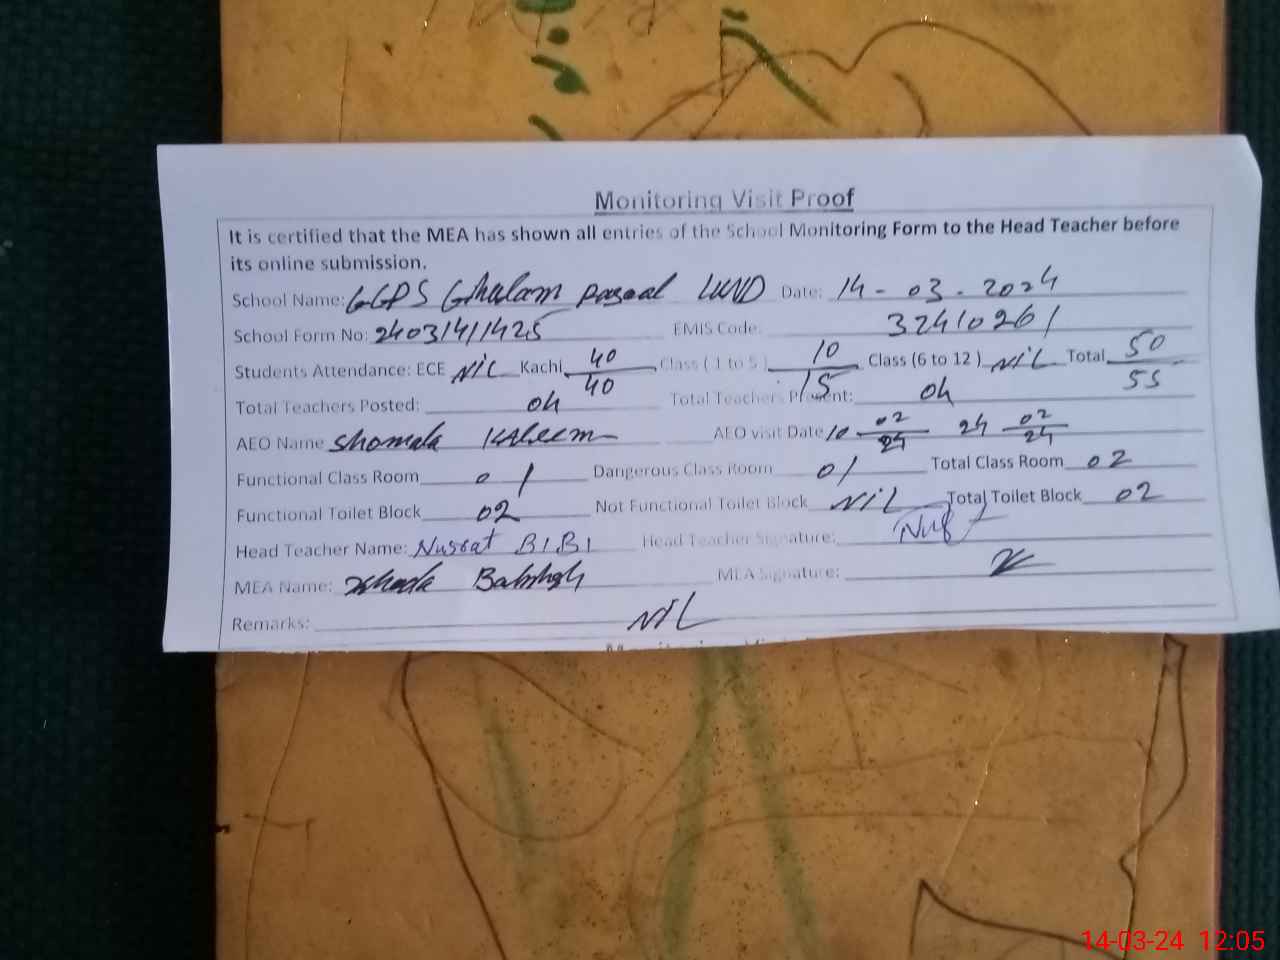 Monitoring Visit Proof
It is certified that the MEA has shown all entries of the School Monitoring Form to the Head Teacher before
its online submission.
School Name: GGPS Ghulam Rasool LUND Date: 14-03-2024
School Form No: 24031411425 EMIS Code: 32410261
Students Attendance: ECE NiL Kachi 40/40 Class (1 to 5) 10/15 Class (6 to 12) NiL Total 50/55
Total Teachers Posted: 04 Total Teachers Present: 04
AEO Name Shomala Kaleem AEO visit Date 10 02/24 24 02/24
Functional Class Room 01 Dangerous Class Room 01 Total Class Room 02
Functional Toilet Block 02 Not Functional Toilet Block NiL Total Toilet Block 02
Head Teacher Name: Nusrat BIBI Head Teacher Signature:
MEA Name: MEA Signature:
Remarks: NIL
14-03-24 12:05